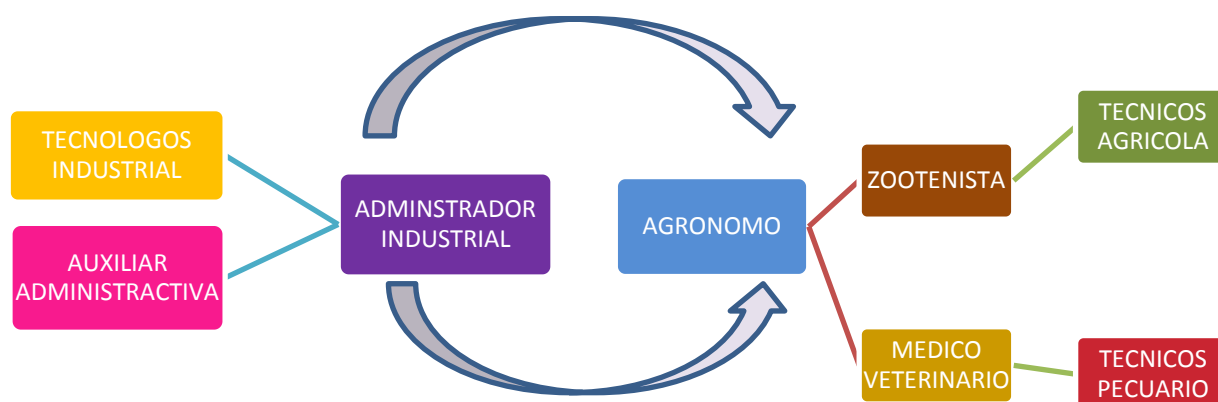 TECNOLOGOS
INDUSTRIAL
AUXILIAR
ADMINISTRACTIVA
ADMINSTRADOR
INDUSTRIAL
AGRONOMO
ZOOTENISTA
MEDICO
VETERINARIO
TECNICOS
AGRICOLA
TECNICOS
PECUARIO